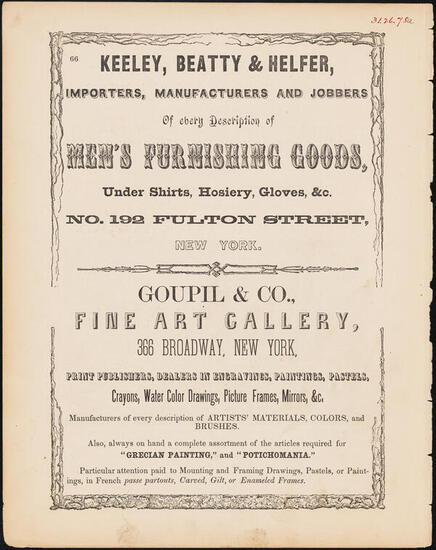 31.26.7 8a
66
KEELEY, BEATTY & HELFER,
IMPORTERS, MANUFACTURERS AND JOBBERS
Of every Description of
MEN'S FURNISHING GOODS,
Under Shirts, Hosiery, Gloves, &c.
NO. 192 FULTON STREET,
NEW YORK.
GOUPIL & CO.,
FINE ART GALLERY,
366 BROADWAY, NEW YORK,
PRINT PUBLISHERS, DEALERS IN ENGRAVINGS, PAINTINGS, PASTELS,
Crayons, Water Color Drawings, Picture Frames, Mirrors, &c,
Manufacturers of every description of ARTISTS' MATERIALS, COLORS, and
BRUSHES.
Also, always on hand a complete assortment of the articles required for
"GRECIAN PAINTING," and "POTICHOMANIA."
Particular attention paid to Mounting and Framing Drawings, Pastels, or Paint-
ings, in French passe partouts, Carved, Gilt, or Enameled Frames.